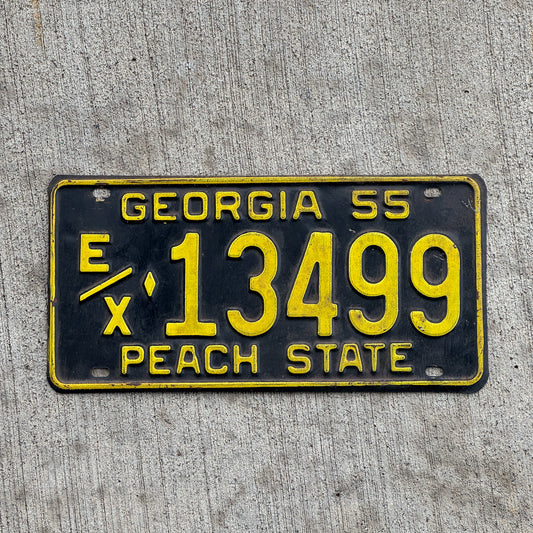 GEORGIA 55
E/X ♦ 13499
PEACH STATE